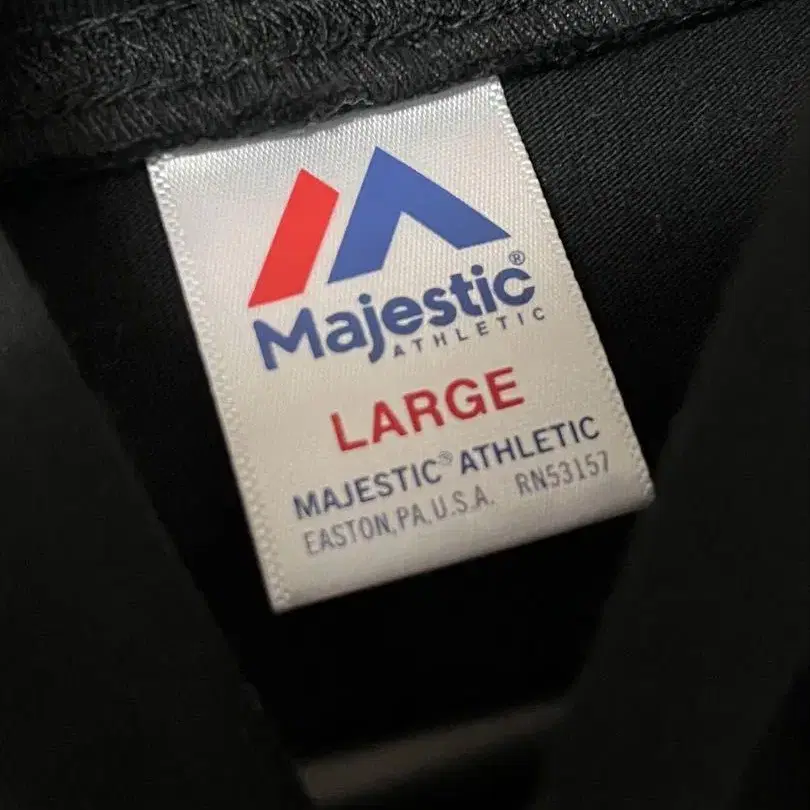 Majestic®
ATHLETIC
LARGE
MAJESTIC® ATHLETIC
EASTON, PA. U.S.A. RN53157